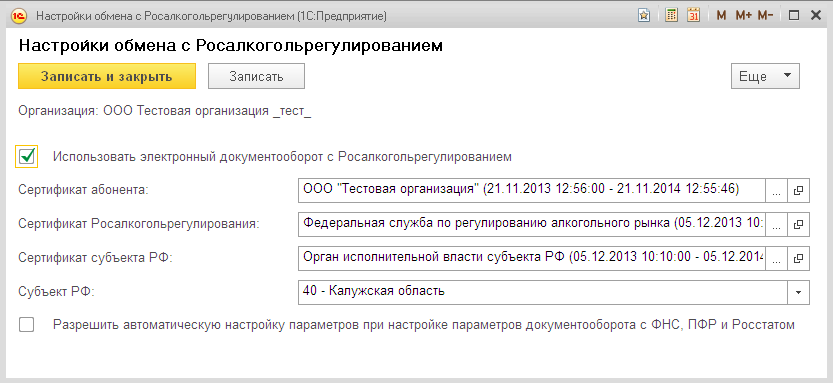 Настройки обмена с Росалкогольрегулированием (1С:Предприятие)
31 M M+ M-
Настройки обмена с Росалкогольрегулированием
Записать и закрыть Записать Еще
Организация: ООО Тестовая организация _тест_
Использовать электронный документооборот с Росалкогольрегулированием
Сертификат абонента: ООО "Тестовая организация" (21.11.2013 12:56:00 - 21.11.2014 12:55:46) ...
Сертификат Росалкогольрегулирования: Федеральная служба по регулированию алкогольного рынка (05.12.2013 10: ...
Сертификат субъекта РФ: Орган исполнительной власти субъекта РФ (05.12.2013 10:10:00 - 05.12.2014 ...
Субъект РФ: 40 - Калужская область
Разрешить автоматическую настройку параметров при настройке параметров документооборота с ФНС, ПФР и Росстатом